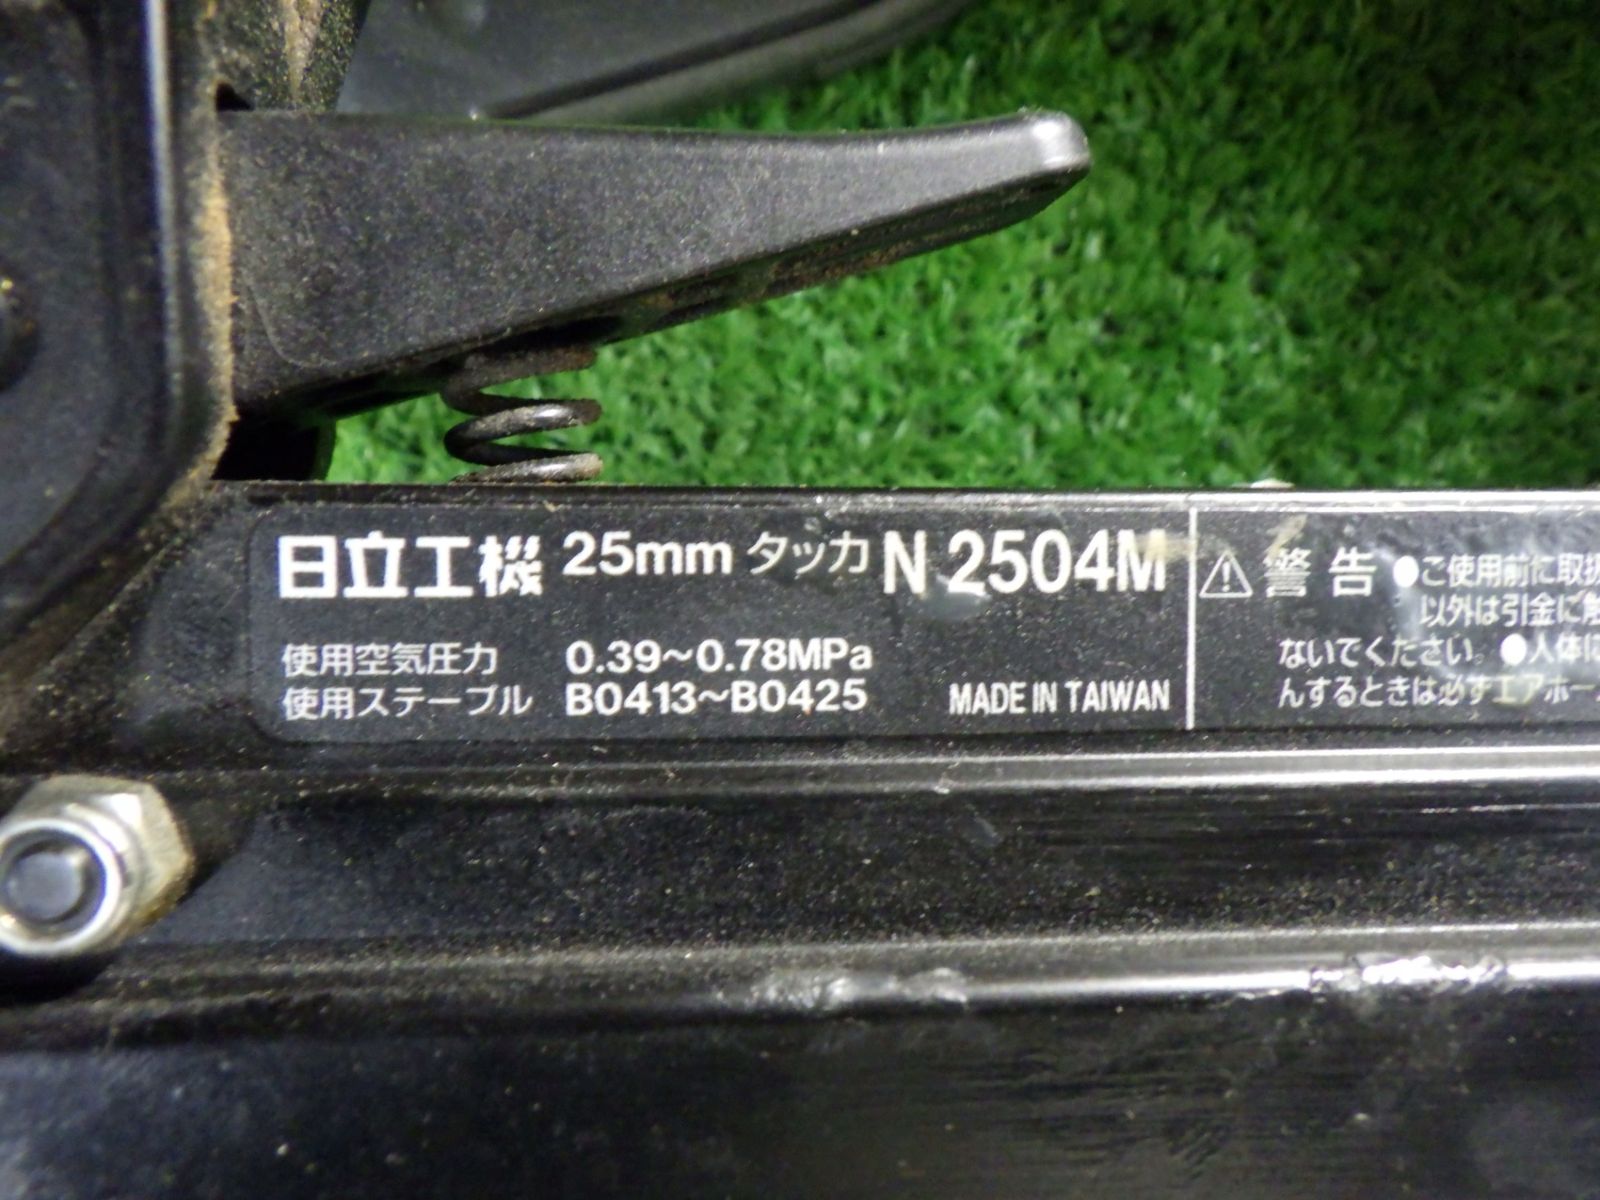 日立工機 25mm タッカ N 2504M
使用空気圧力 0.39~0.78MPa
使用ステープル B0413~B0425
MADE IN TAIWAN
⚠ 警告 ●ご使用前に取扱
以外は引金に触
ないでください。●人体に
んするときは必ずエアホー